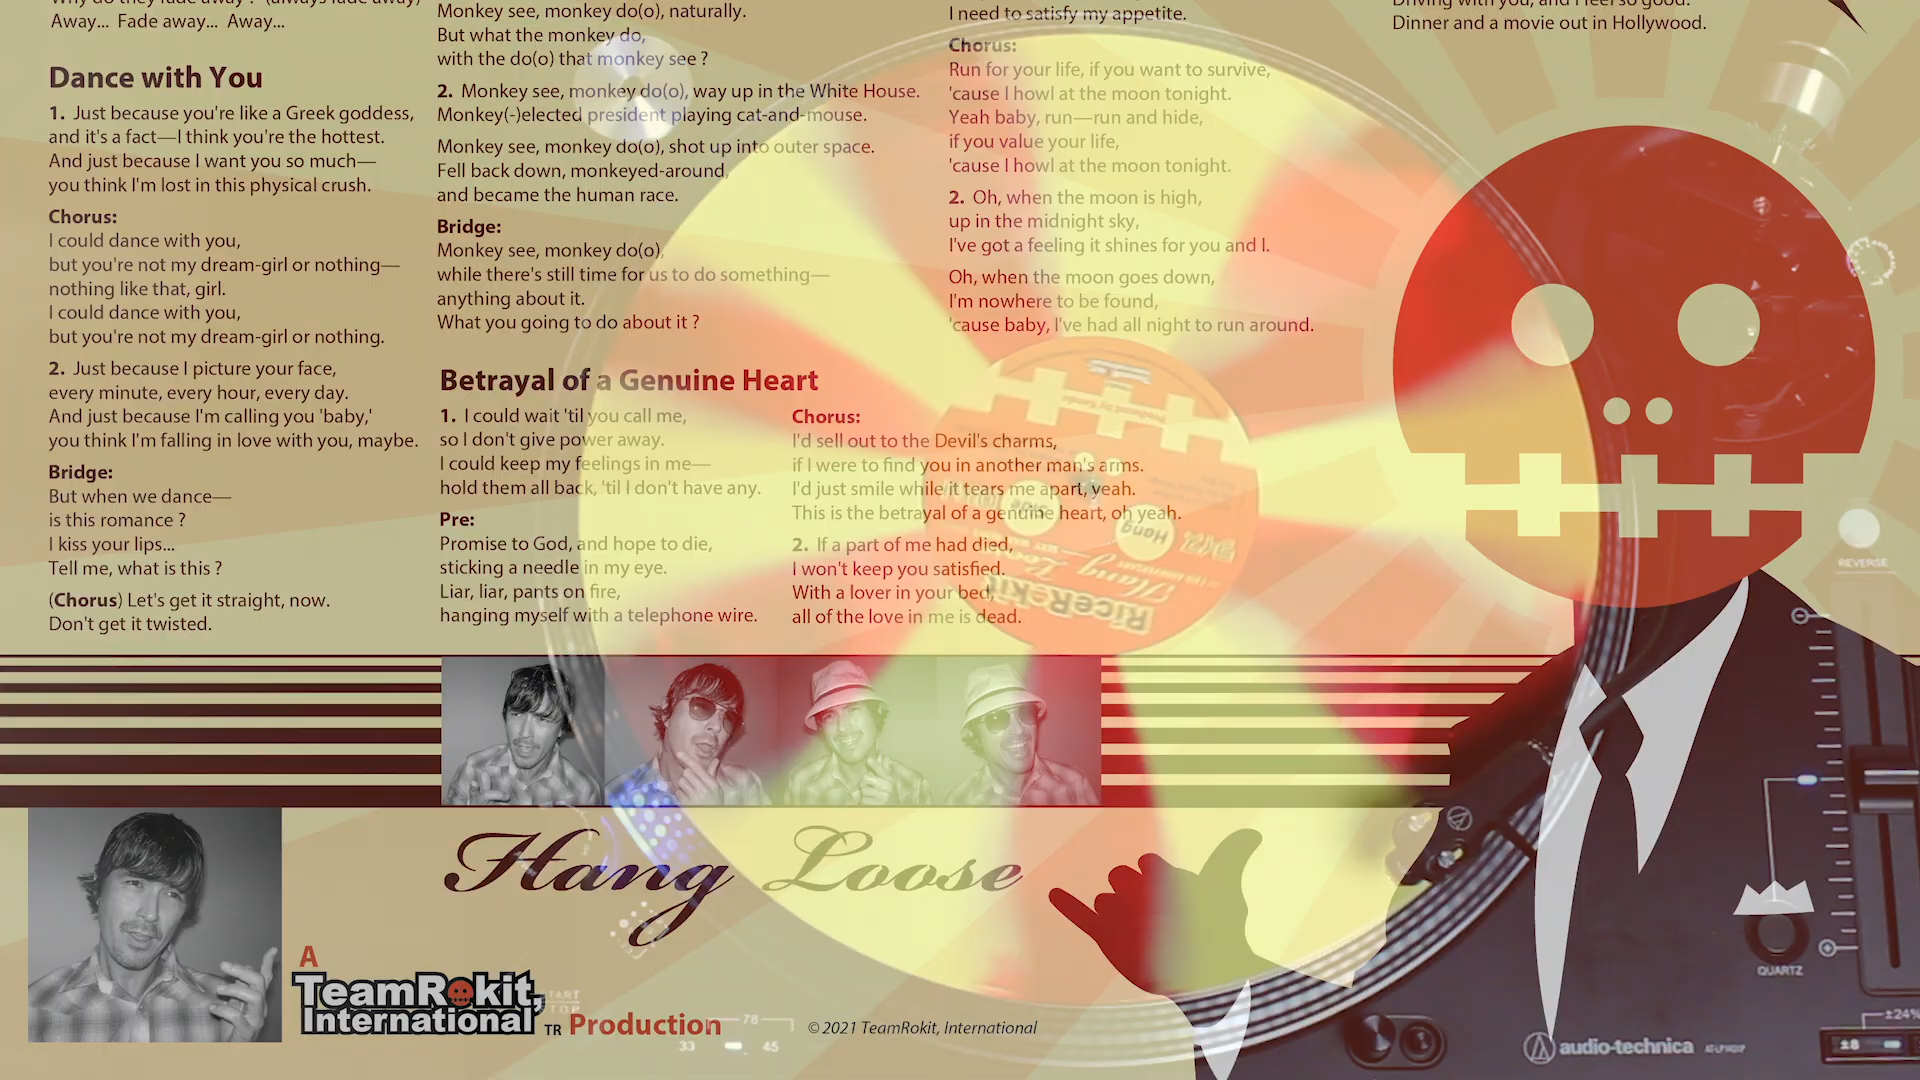 Away... Fade away... Away...
Dance with You
1. Just because you're like a Greek goddess,
and it's a fact—I think you're the hottest.
And just because I want you so much—
you think I'm lost in this physical crush.
Chorus:
I could dance with you,
but you're not my dream-girl or nothing—
nothing like that, girl.
I could dance with you,
but you're not my dream-girl or nothing.
2. Just because I picture your face,
every minute, every hour, every day.
And just because I'm calling you 'baby,'
you think I'm falling in love with you, maybe.
Bridge:
But when we dance—
is this romance ?
I kiss your lips...
Tell me, what is this ?
(Chorus) Let's get it straight, now.
Don't get it twisted.
Monkey see, monkey do(o), naturally.
But what the monkey do,
with the do(o) that monkey see ?
2. Monkey see, monkey do(o), way up in the White House.
Monkey(-)elected president playing cat-and-mouse.
Monkey see, monkey do(o), shot up into outer space.
Fell back down, monkeyed-around,
and became the human race.
Bridge:
Monkey see, monkey do(o),
while there's still time for us to do something—
anything about it.
What you going to do about it ?
I need to satisfy my appetite.
Chorus:
Run for your life, if you want to survive,
'cause I howl at the moon tonight.
Yeah baby, run—run and hide,
if you value your life,
'cause I howl at the moon tonight.
2. Oh, when the moon is high,
up in the midnight sky,
I've got a feeling it shines for you and I.
Oh, when the moon goes down,
I'm nowhere to be found,
'cause baby, I've had all night to run around.
Dinner and a movie out in Hollywood.
Betrayal of a Genuine Heart
1. I could wait 'til you call me,
so I don't give power away.
I could keep my feelings in me—
hold them all back, 'til I don't have any.
Pre:
Promise to God, and hope to die,
sticking a needle in my eye.
Liar, liar, pants on fire,
hanging myself with a telephone wire.
Chorus:
I'd sell out to the Devil's charms,
if I were to find you in another man's arms.
I'd just smile while it tears me apart, yeah.
This is the betrayal of a genuine heart, oh yeah.
2. If a part of me had died,
I won't keep you satisfied.
With a lover in your bed,
all of the love in me is dead.
Hang
Side
Hang Loose
RiceRokit
REVERSE
Hang Loose
A
TeamRokit,
International
TR Production
© 2021 TeamRokit, International
START
STOP
78
33 45
QUARTZ
±24%
±8
audio-technica